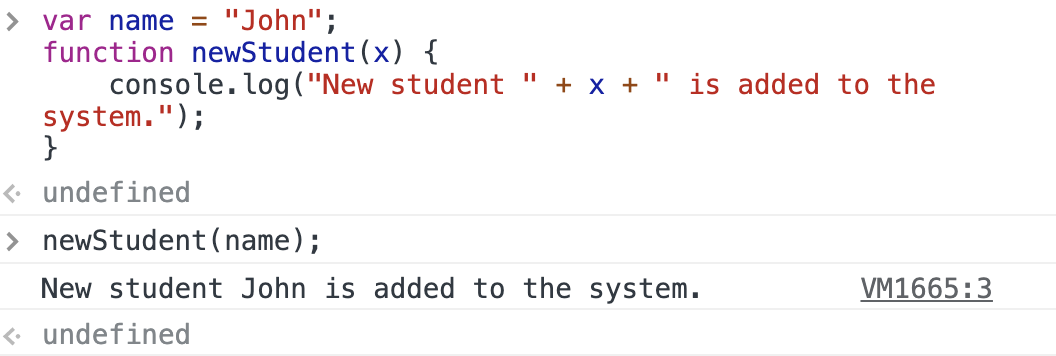 var name = "John";
function newStudent(x) {
    console.log("New student " + x + " is added to the
system.");
}
undefined
newStudent(name);
New student John is added to the system. VM1665:3
undefined